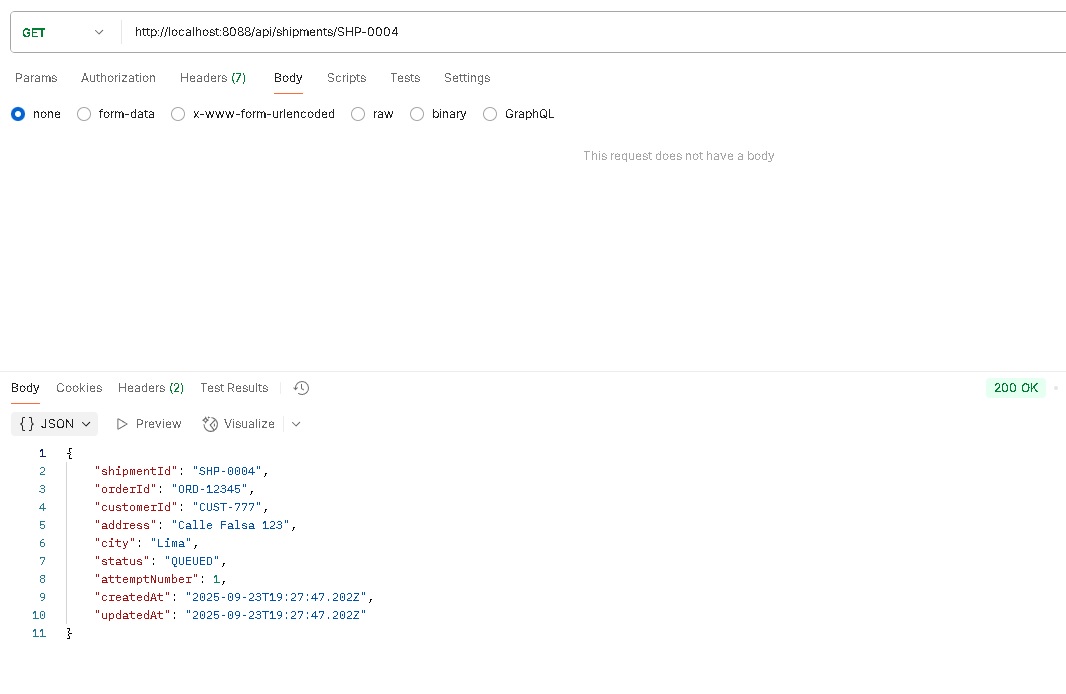 GET http://localhost:8088/api/shipments/SHP-0004
Params Authorization Headers (7) Body Scripts Tests Settings
none form-data x-www-form-urlencoded raw binary GraphQL
This request does not have a body
Body Cookies Headers (2) Test Results 200 OK
{} JSON Preview Visualize
1 {
2 "shipmentId": "SHP-0004",
3 "orderId": "ORD-12345",
4 "customerId": "CUST-777",
5 "address": "Calle Falsa 123",
6 "city": "Lima",
7 "status": "QUEUED",
8 "attemptNumber": 1,
9 "createdAt": "2025-09-23T19:27:47.202Z",
10 "updatedAt": "2025-09-23T19:27:47.202Z"
11 }